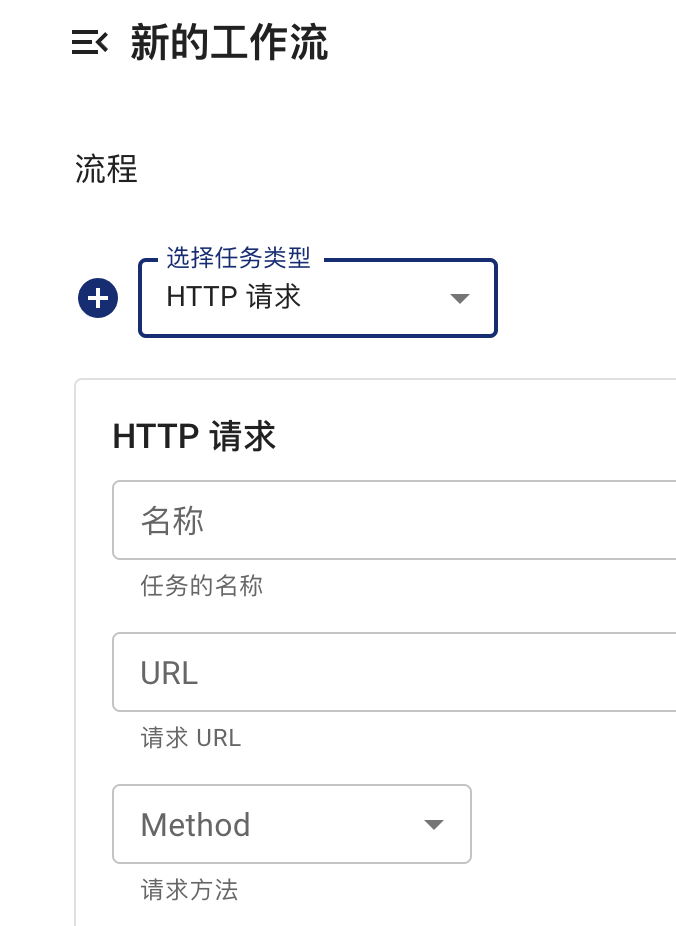 新的工作流
流程
选择任务类型
HTTP 请求
HTTP 请求
名称
任务的名称
URL
请求 URL
Method
请求方法